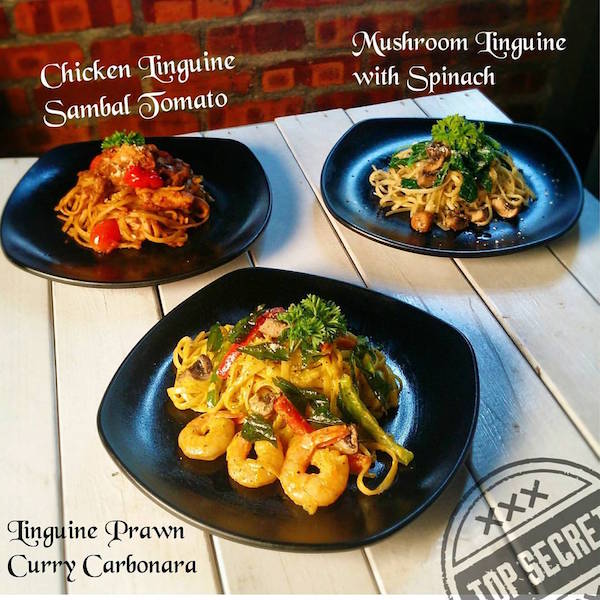 Chicken Linguine
Sambal Tomato
Mushroom Linguine
with Spinach
Linguine Prawn
Curry Carbonara
XXX
TOP SECRET